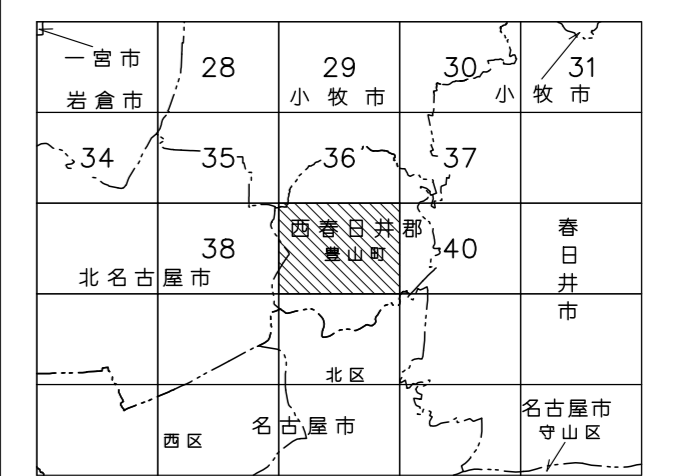 一宮市
岩倉市
28
29
小牧市
30
小牧市
31
34
35
36
37
38
北名古屋市
西春日井郡
豊山町
40
春日井市
北区
西区
名古屋市
名古屋市
守山区